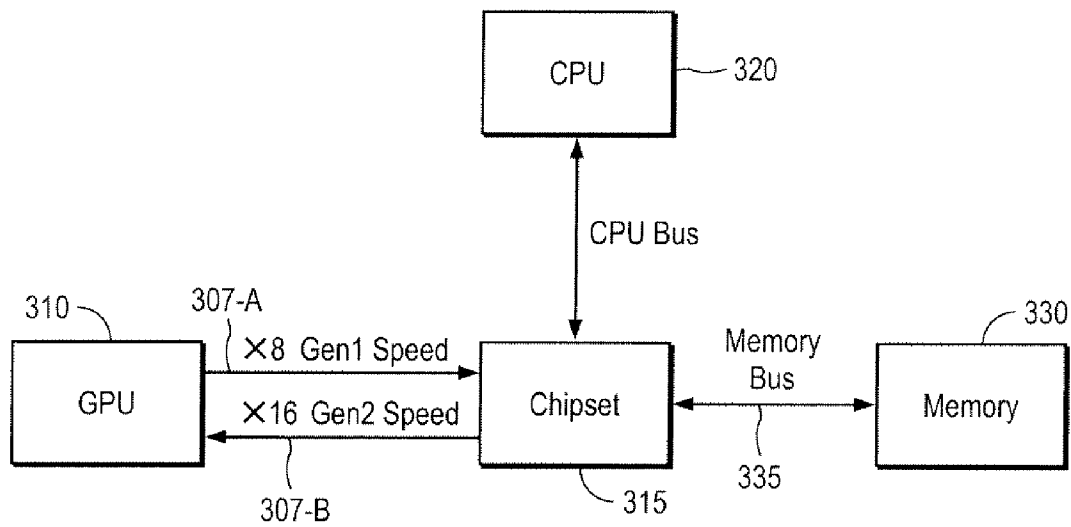 CPU
320
CPU Bus
310
307-A
×8 Gen1 Speed
GPU
×16 Gen2 Speed
307-B
Chipset
315
Memory
Bus
335
330
Memory